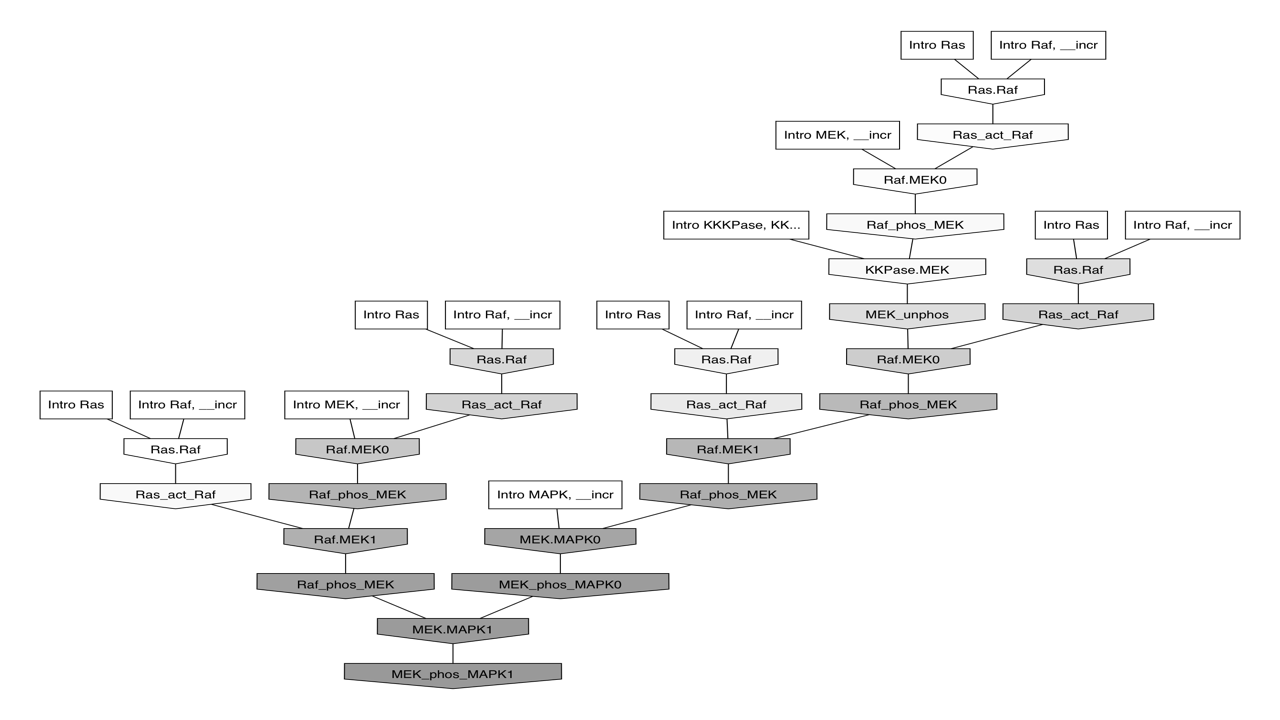 Intro Ras
Intro Raf, __incr
Ras.Raf
Intro MEK, __incr
Ras_act_Raf
Raf.MEK0
Intro KKKPase, KK...
Raf_phos_MEK
Intro Ras
Intro Raf, __incr
KKPase.MEK
Ras.Raf
Intro Ras
Intro Raf, __incr
Intro Ras
Intro Raf, __incr
MEK_unphos
Ras_act_Raf
Ras.Raf
Ras.Raf
Raf.MEK0
Intro Ras
Intro Raf, __incr
Intro MEK, __incr
Ras_act_Raf
Ras_act_Raf
Raf_phos_MEK
Ras.Raf
Raf.MEK0
Raf.MEK1
Ras_act_Raf
Raf_phos_MEK
Intro MAPK, __incr
Raf_phos_MEK
Raf.MEK1
MEK.MAPK0
Raf_phos_MEK
MEK_phos_MAPK0
MEK.MAPK1
MEK_phos_MAPK1